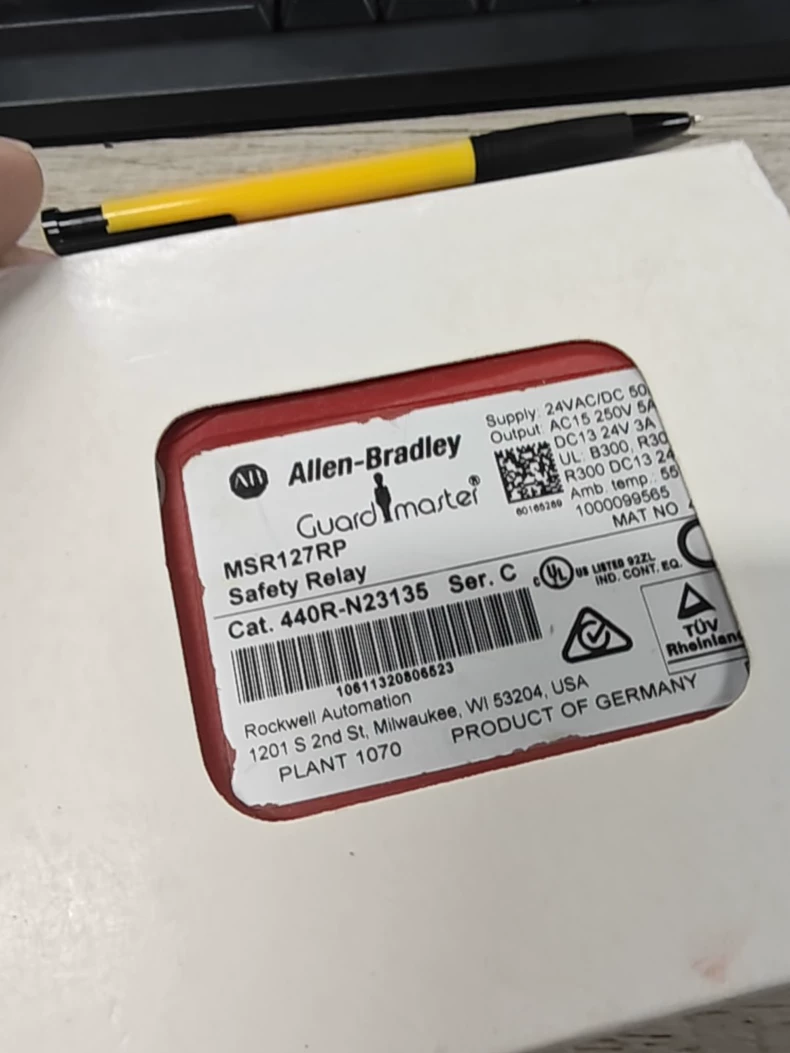 Allen-Bradley
Guardmaster®
MSR127RP
Safety Relay
Cat. 440R-N23135 Ser. C
10611320806523
Rockwell Automation
1201 S 2nd St, Milwaukee, WI 53204, USA
PLANT 1070
PRODUCT OF GERMANY
Supply: 24VAC/DC 50
Output: AC15 250V 5A
DC13 24V 3A
UL: B300, R30
R300 DC13 24
Amb. temp.: 55
1000099565
MAT NO
60165269
c UL US LISTED 92ZL
IND. CONT. EQ.
TÜV
Rheinland